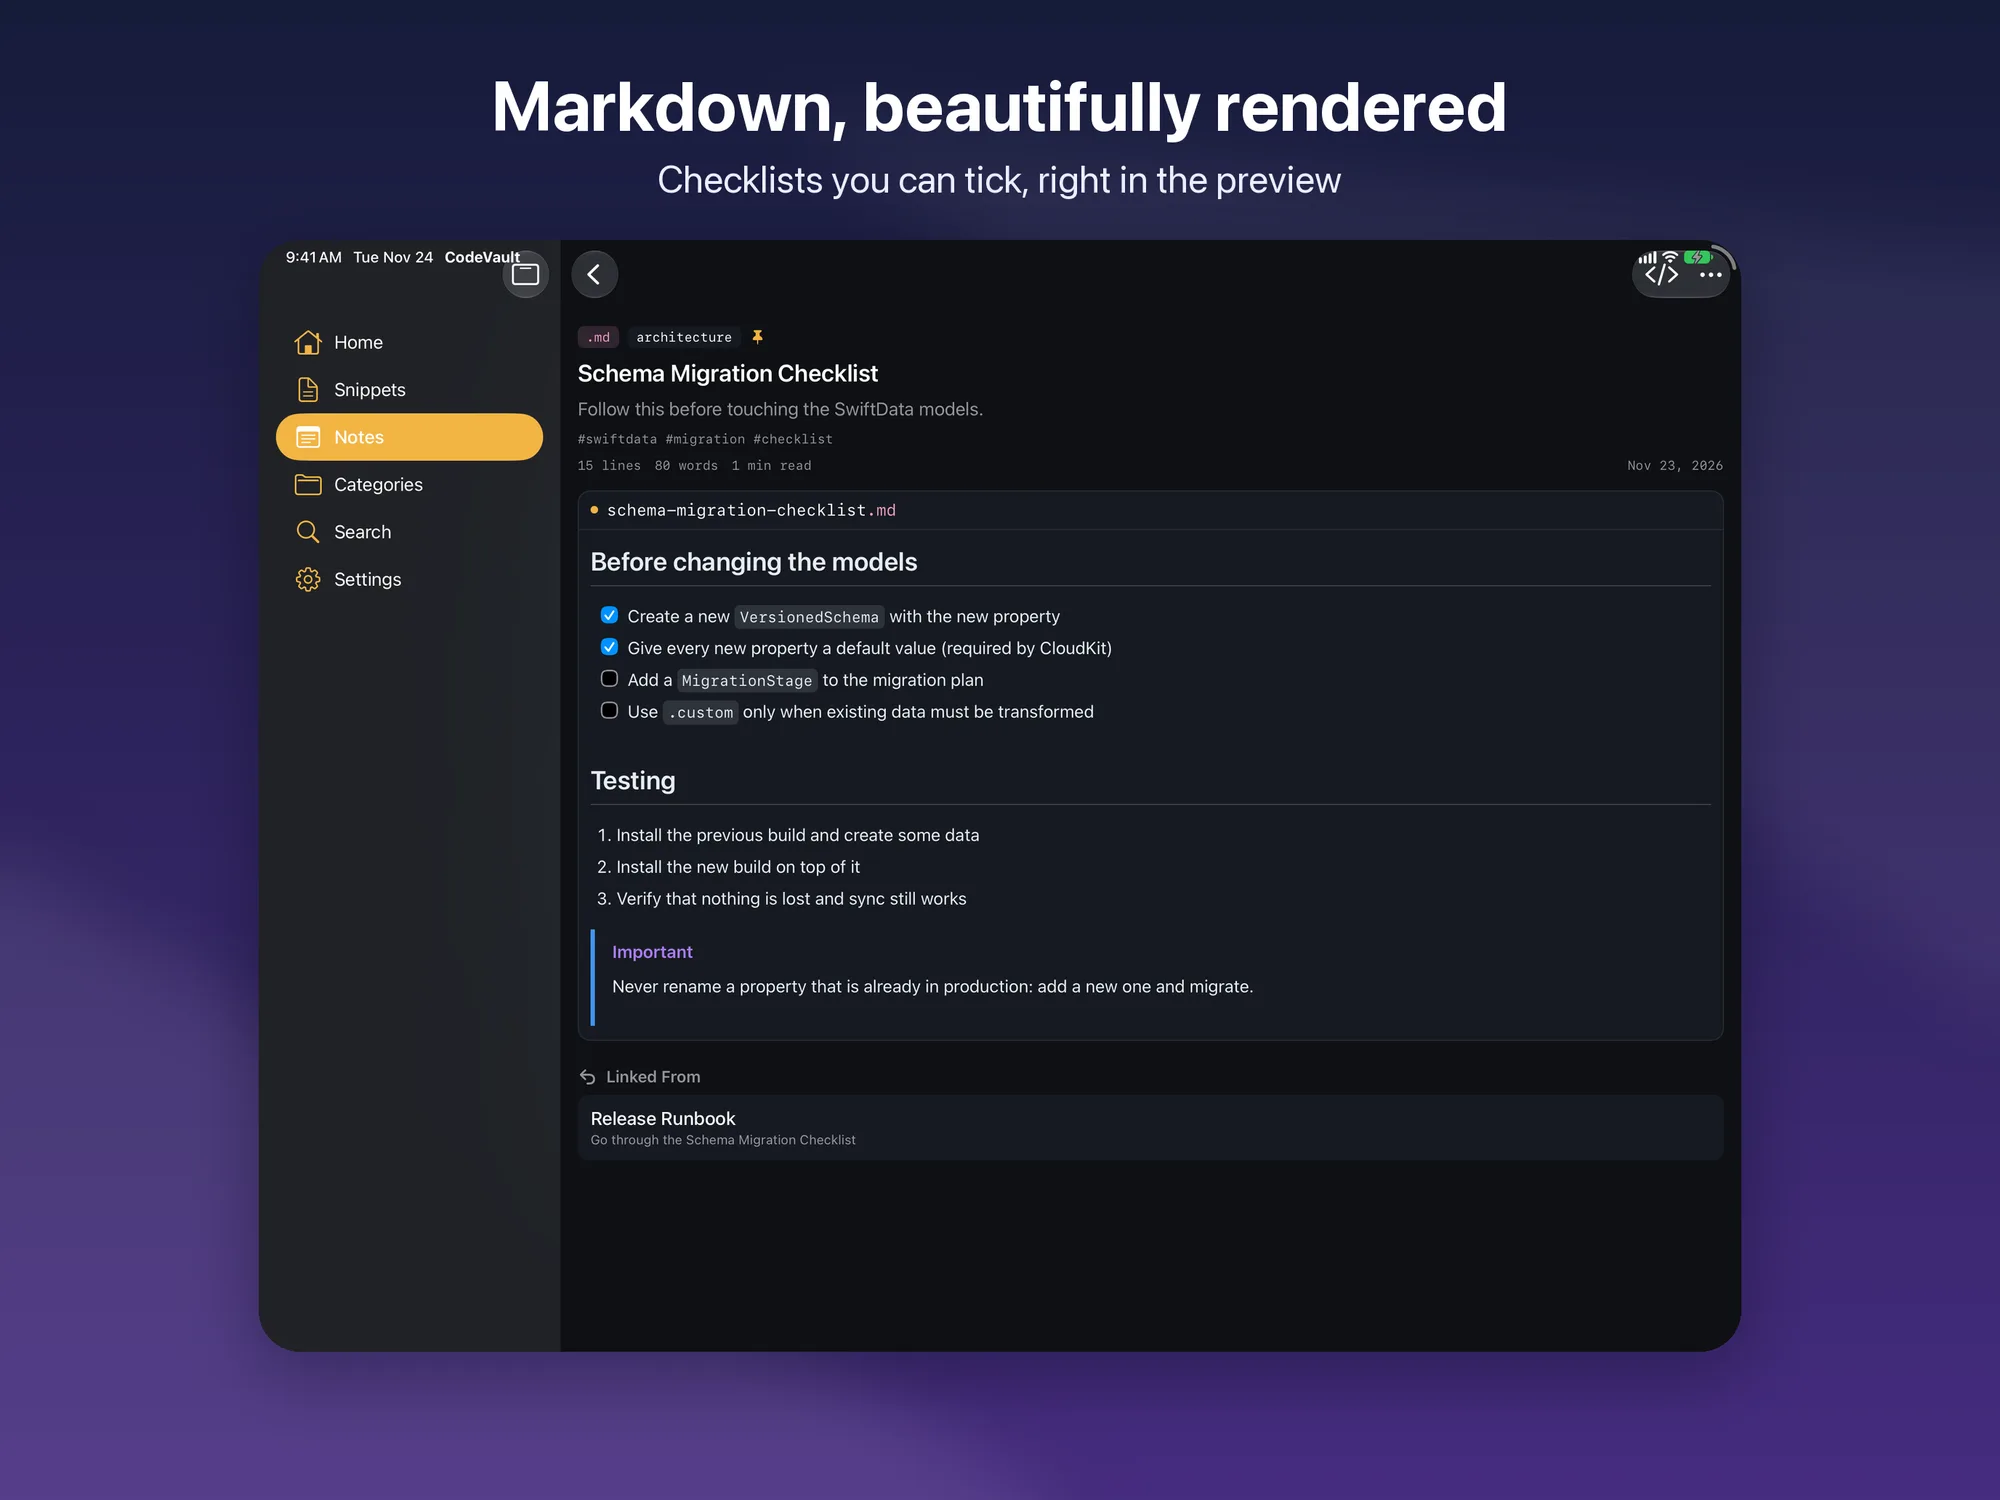 Markdown, beautifully rendered
Checklists you can tick, right in the preview
9:41 AM Tue Nov 24 CodeVault
Home
Snippets
Notes
Categories
Search
Settings
.md architecture
Schema Migration Checklist
Follow this before touching the SwiftData models.
#swiftdata #migration #checklist
15 lines 80 words 1 min read Nov 23, 2026
schema-migration-checklist.md
Before changing the models
Create a new VersionedSchema with the new property
Give every new property a default value (required by CloudKit)
Add a MigrationStage to the migration plan
Use .custom only when existing data must be transformed
Testing
1. Install the previous build and create some data
2. Install the new build on top of it
3. Verify that nothing is lost and sync still works
Important
Never rename a property that is already in production: add a new one and migrate.
Linked From
Release Runbook
Go through the Schema Migration Checklist